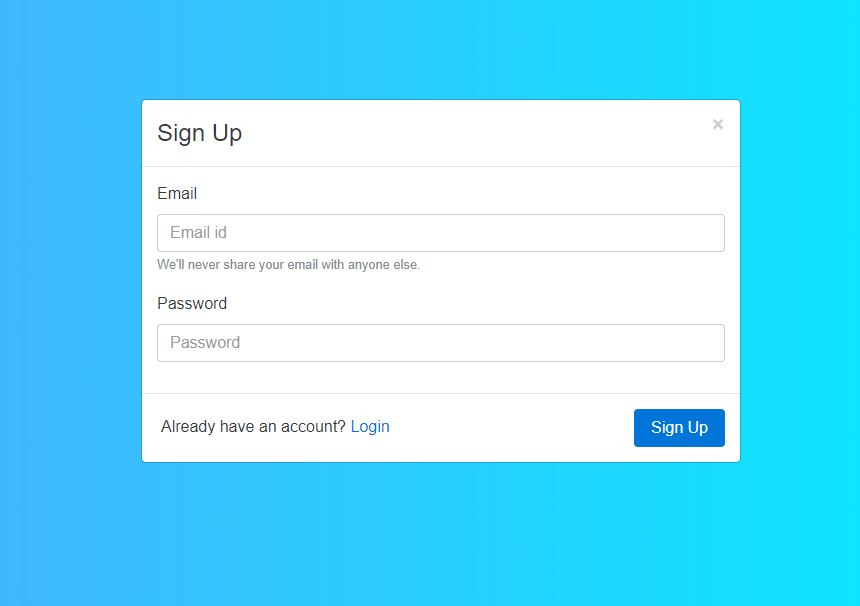 Sign Up
×
Email
Email id
We'll never share your email with anyone else.
Password
Password
Already have an account? Login
Sign Up